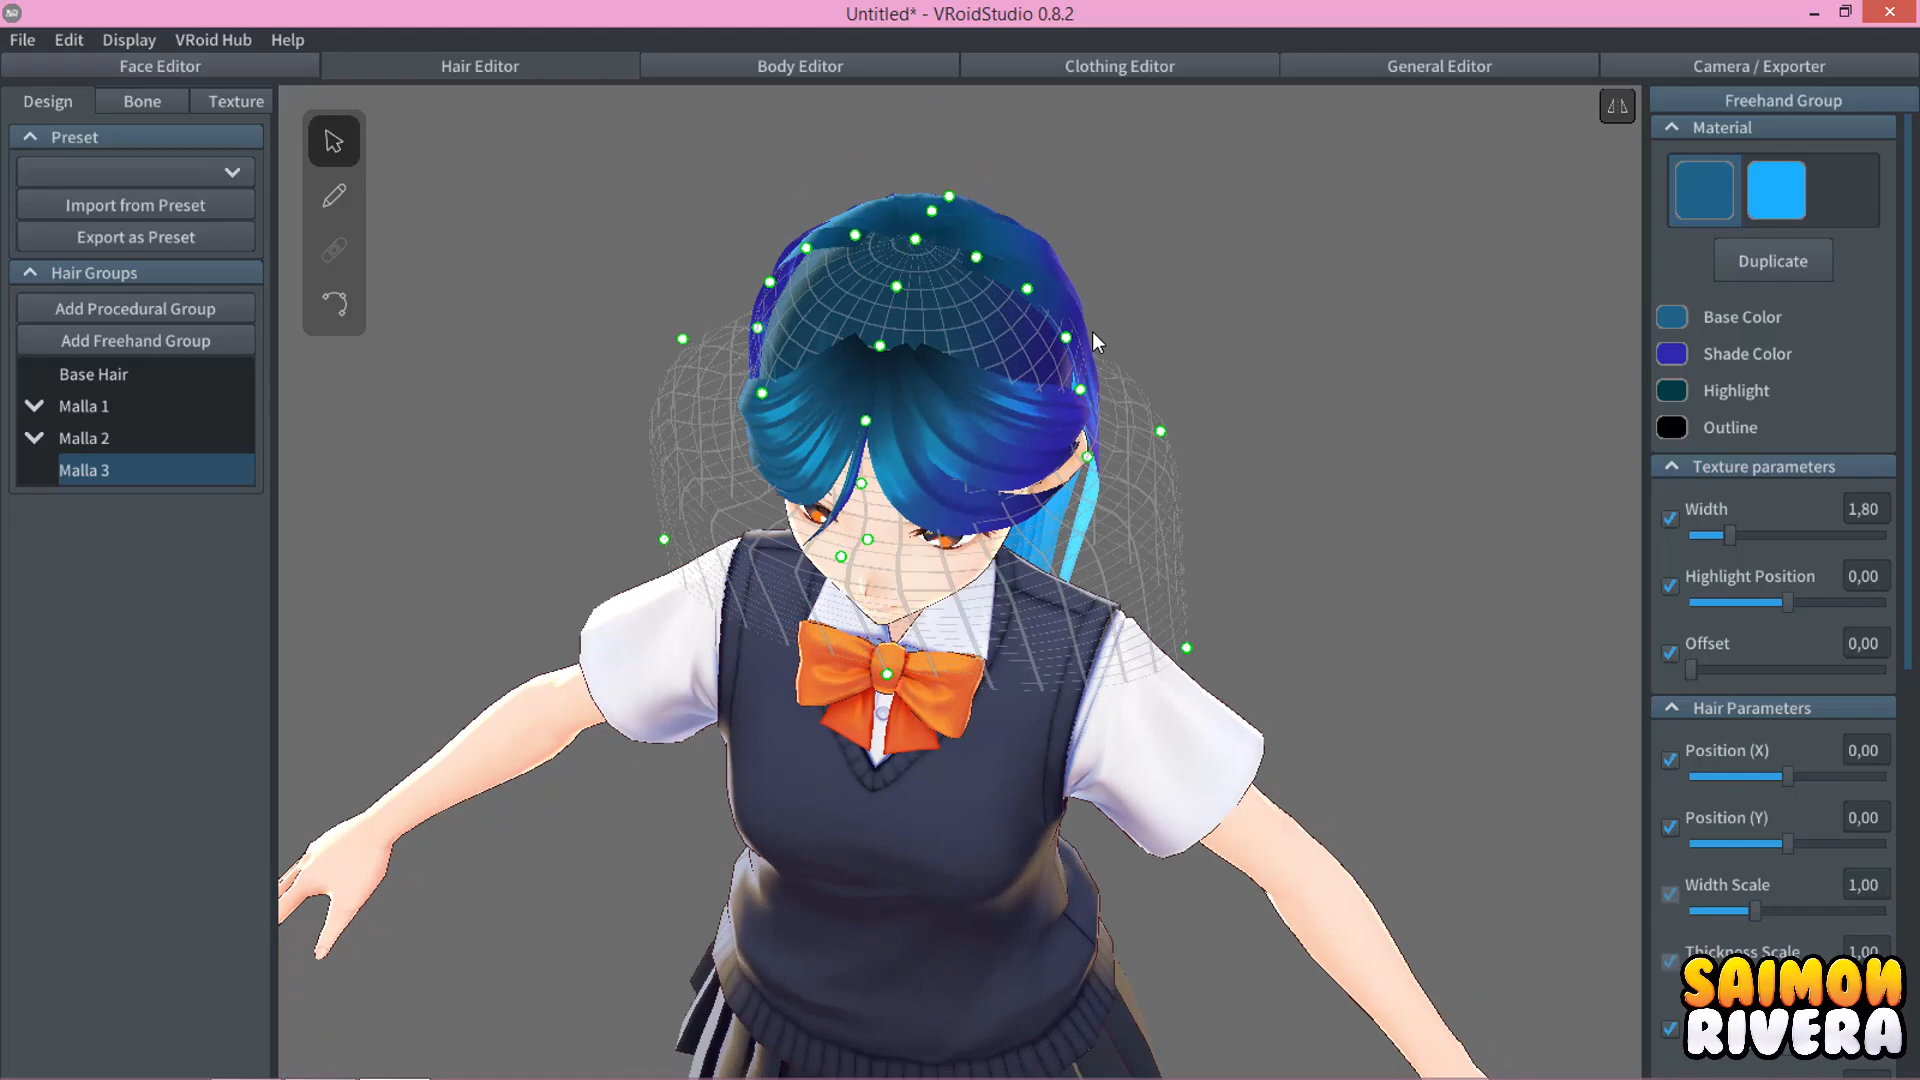 Untitled* - VRoidStudio 0.8.2
File Edit Display VRoid Hub Help
Face Editor Hair Editor Body Editor Clothing Editor General Editor Camera / Exporter
Design Bone Texture
Preset
Import from Preset
Export as Preset
Hair Groups
Add Procedural Group
Add Freehand Group
Base Hair
Malla 1
Malla 2
Malla 3
Freehand Group
Material
Duplicate
Base Color
Shade Color
Highlight
Outline
Texture parameters
Width 1,80
Highlight Position 0,00
Offset 0,00
Hair Parameters
Position (X) 0,00
Position (Y) 0,00
Width Scale 1,00
Thickness Scale 1,00
SAIMON
RIVERA